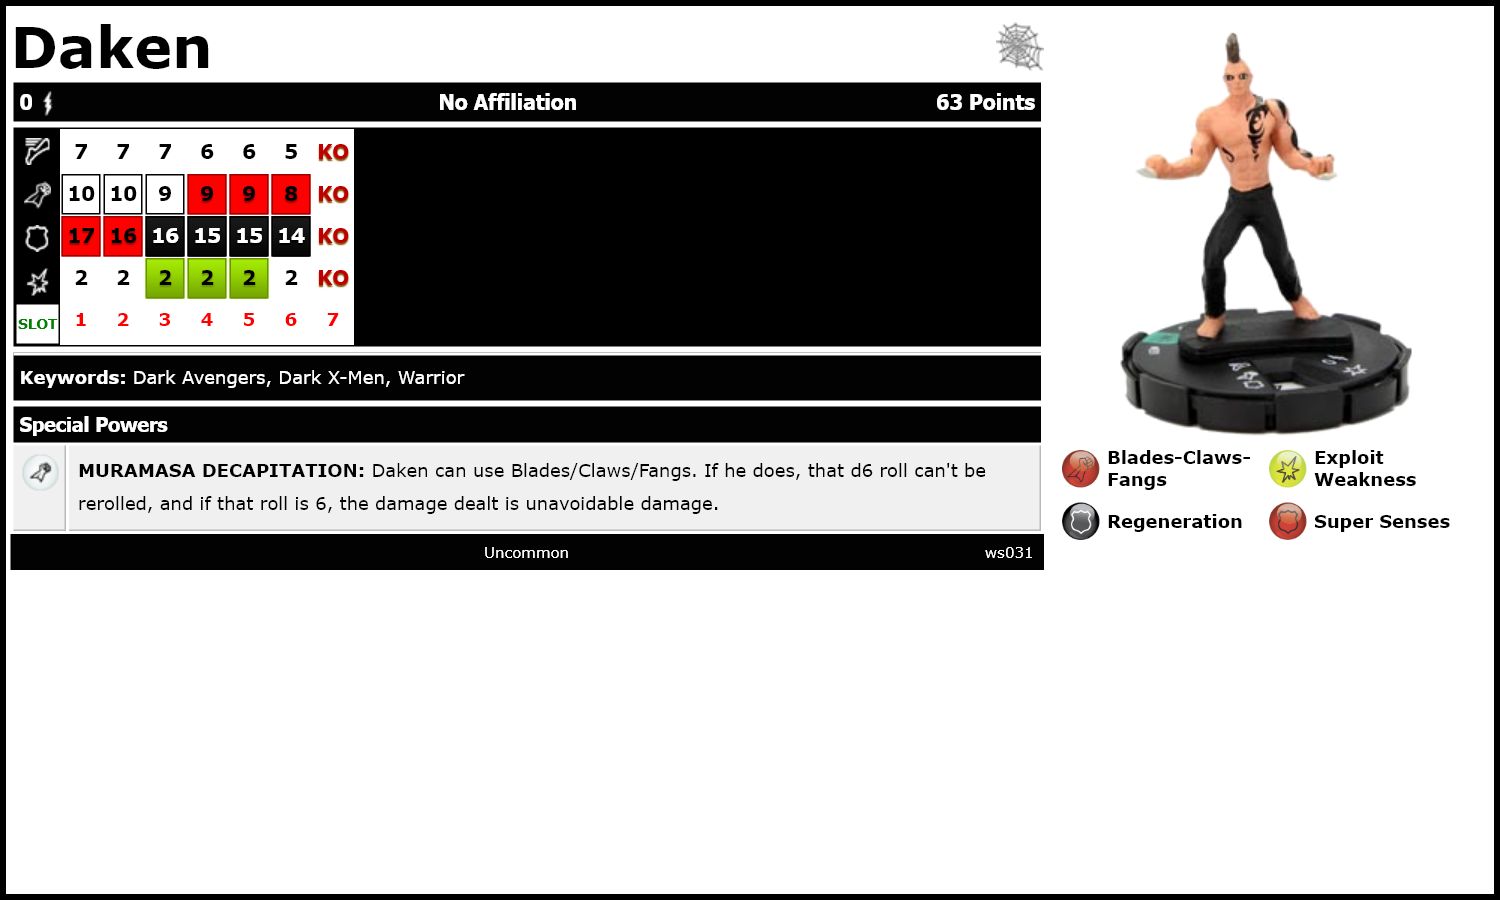 Daken
0 No Affiliation 63 Points
7 7 7 6 6 5 KO
10 10 9 9 9 8 KO
17 16 16 15 15 14 KO
2 2 2 2 2 2 KO
SLOT 1 2 3 4 5 6 7
Keywords: Dark Avengers, Dark X-Men, Warrior
Special Powers
MURAMASA DECAPITATION: Daken can use Blades/Claws/Fangs. If he does, that d6 roll can't be
rerolled, and if that roll is 6, the damage dealt is unavoidable damage.
Uncommon ws031
Blades-Claws-
Fangs
Exploit
Weakness
Regeneration
Super Senses